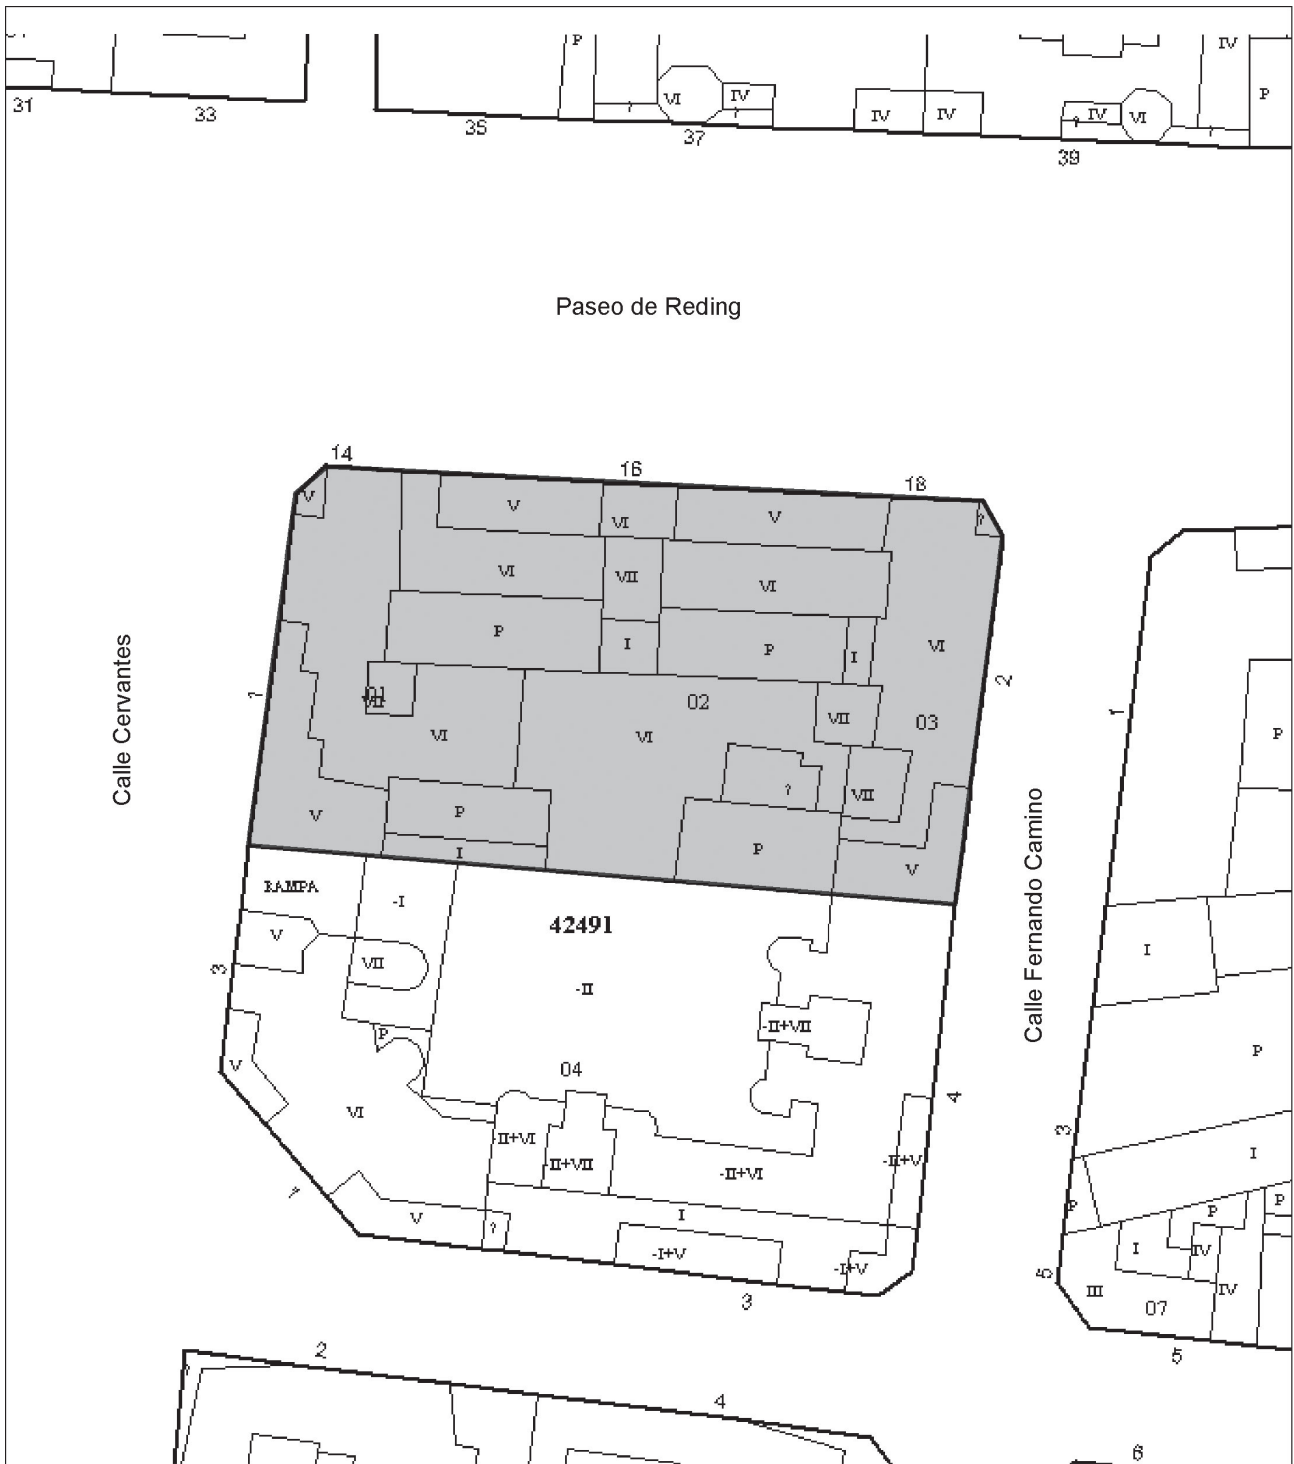 31
33
P
35
VI
IV
37
IV
IV
IV
VI
39
IV
P
Paseo de Reding
14
16
18
V
V
VI
V
?
VI
VII
VI
P
I
P
I
VI
Calle Cervantes
?
01
VII
VI
VI
02
VII
03
2
1
P
?
VII
V
P
I
P
V
Calle Fernando Camino
RAMPA
-I
42491
V
VII
3
-II
I
-II+VII
P
P
V
04
VI
-II+VI
-II+VII
-II+VI
-II+V
4
3
I
?
V
?
I
-I+V
-I+V
3
P
P
P
I
IV
5
III
IV
07
5
2
4
6